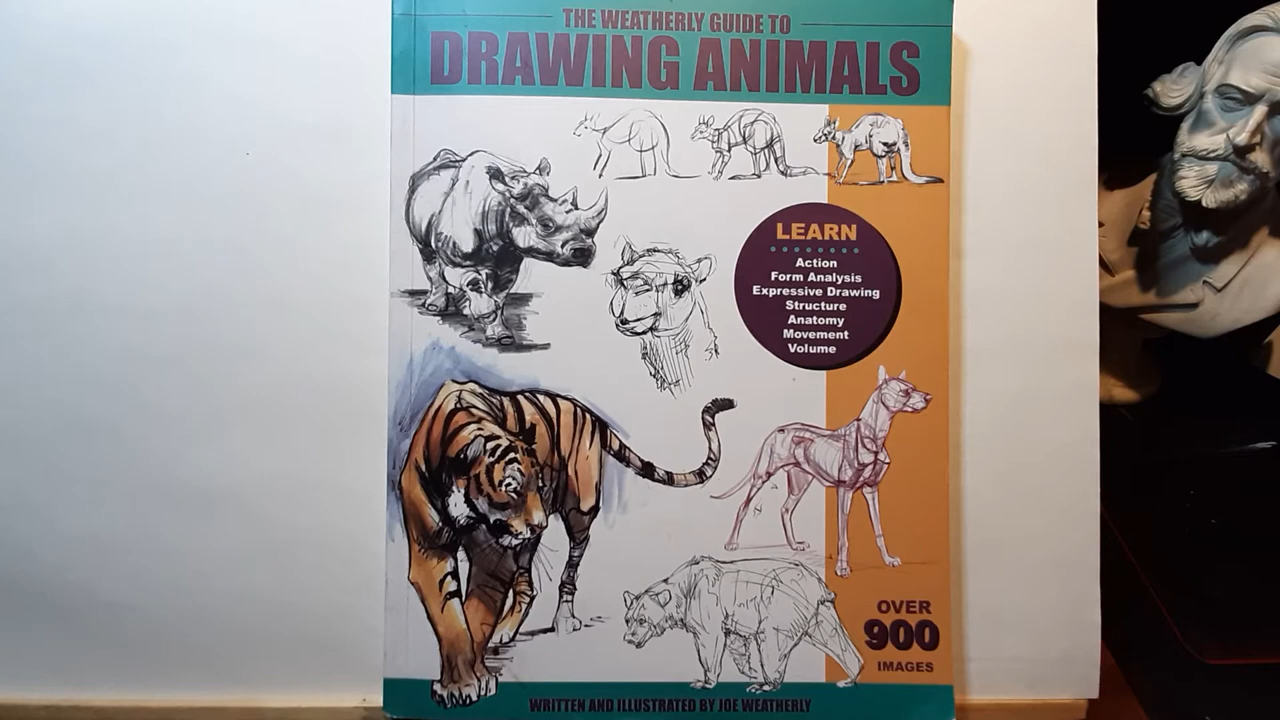 THE WEATHERLY GUIDE TO
DRAWING ANIMALS
LEARN
Action
Form Analysis
Expressive Drawing
Structure
Anatomy
Movement
Volume
OVER
900
IMAGES
WRITTEN AND ILLUSTRATED BY JOE WEATHERLY